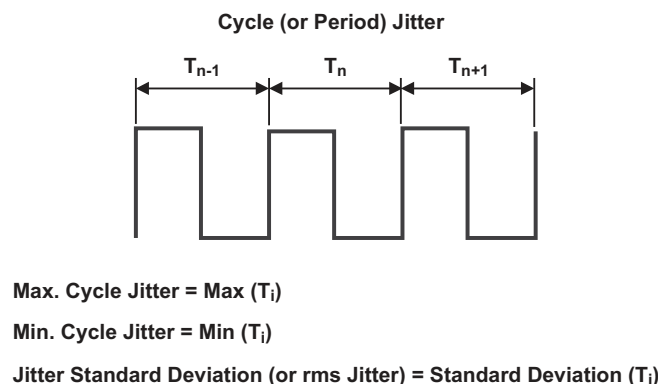 Cycle (or Period) Jitter
Tn-1 Tn Tn+1
Max. Cycle Jitter = Max (Ti)
Min. Cycle Jitter = Min (Ti)
Jitter Standard Deviation (or rms Jitter) = Standard Deviation (Ti)